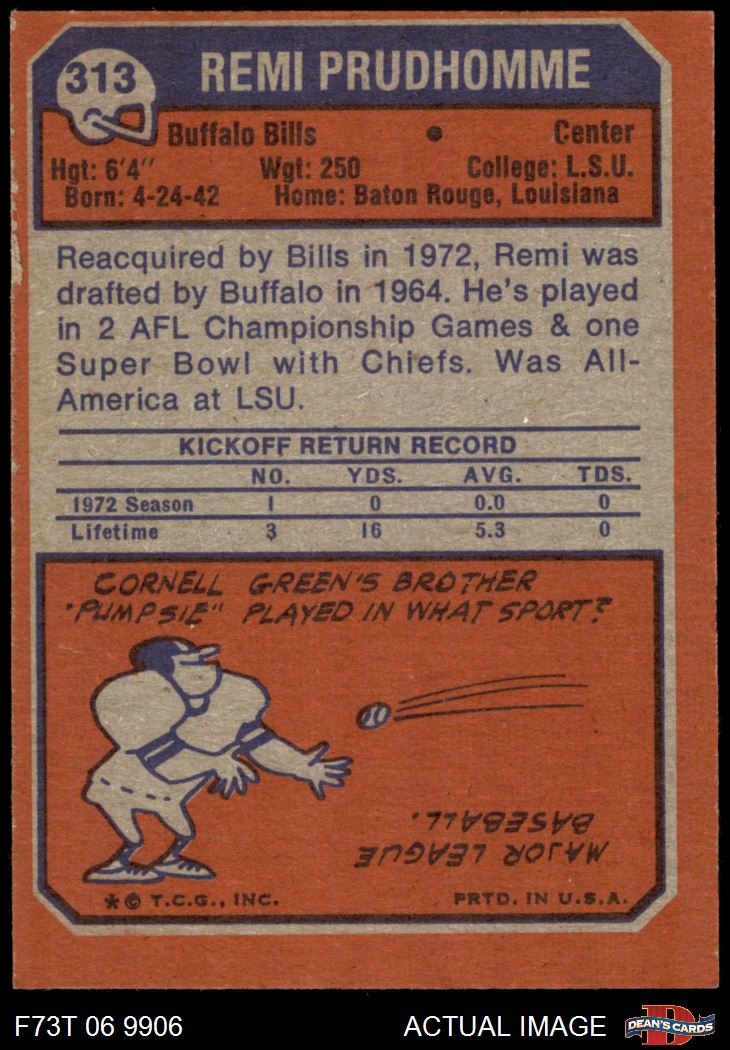 313
REMI PRUDHOMME
Buffalo Bills • Center
Hgt: 6'4" Wgt: 250 College: L.S.U.
Born: 4-24-42 Home: Baton Rouge, Louisiana
Reacquired by Bills in 1972, Remi was
drafted by Buffalo in 1964. He's played
in 2 AFL Championship Games & one
Super Bowl with Chiefs. Was All-
America at LSU.
KICKOFF RETURN RECORD
NO. YDS. AVG. TDS.
1972 Season 1 0 0.0 0
Lifetime 3 16 5.3 0
CORNELL GREEN'S BROTHER
"PUMPSIE" PLAYED IN WHAT SPORT?
MAJOR LEAGUE
BASEBALL.
* © T.C.G., INC. PRTD. IN U.S.A.
F73T 06 9906 ACTUAL IMAGE
D
DEAN'S CARDS